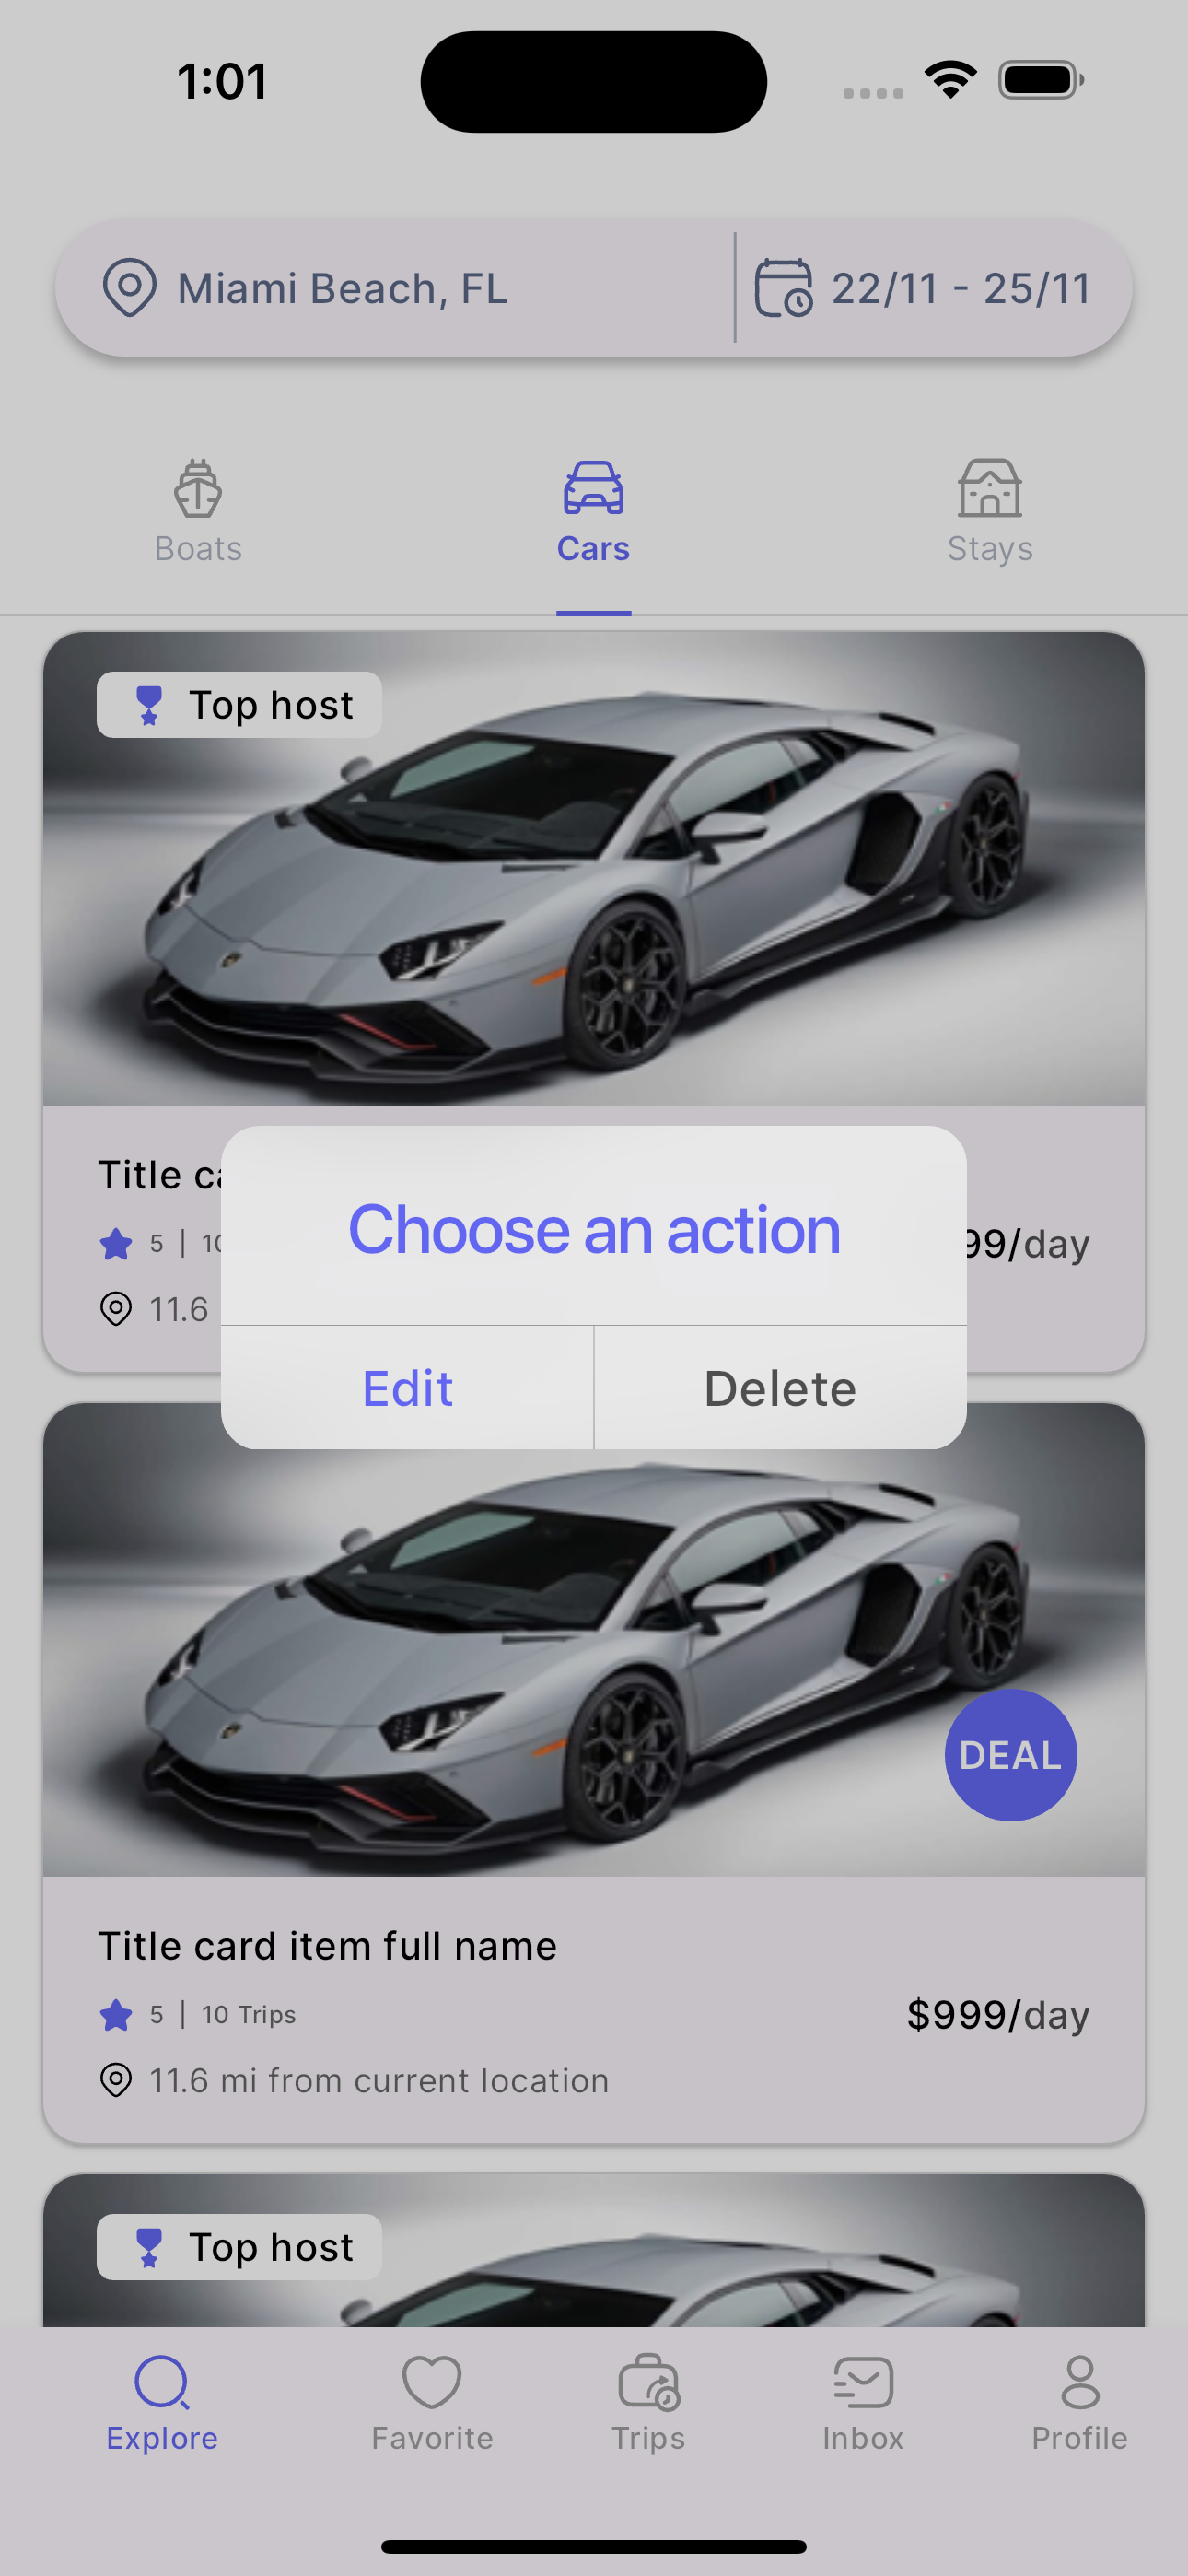 1:01
Miami Beach, FL
22/11 - 25/11
Boats
Cars
Stays
Top host
Title
5 |
99/day
11.6
Choose an action
Edit
Delete
DEAL
Title card item full name
5 | 10 Trips
$999/day
11.6 mi from current location
Top host
Explore
Favorite
Trips
Inbox
Profile